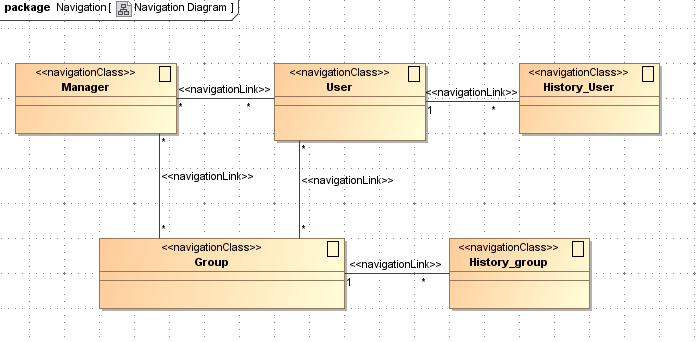 package Navigation [ Navigation Diagram ]
<<navigationClass>>
Manager
<<navigationLink>>
*
*
<<navigationClass>>
User
<<navigationLink>>
1
*
<<navigationClass>>
History_User
*
<<navigationLink>>
*
*
<<navigationLink>>
*
<<navigationClass>>
Group
<<navigationLink>>
1
*
<<navigationClass>>
History_group